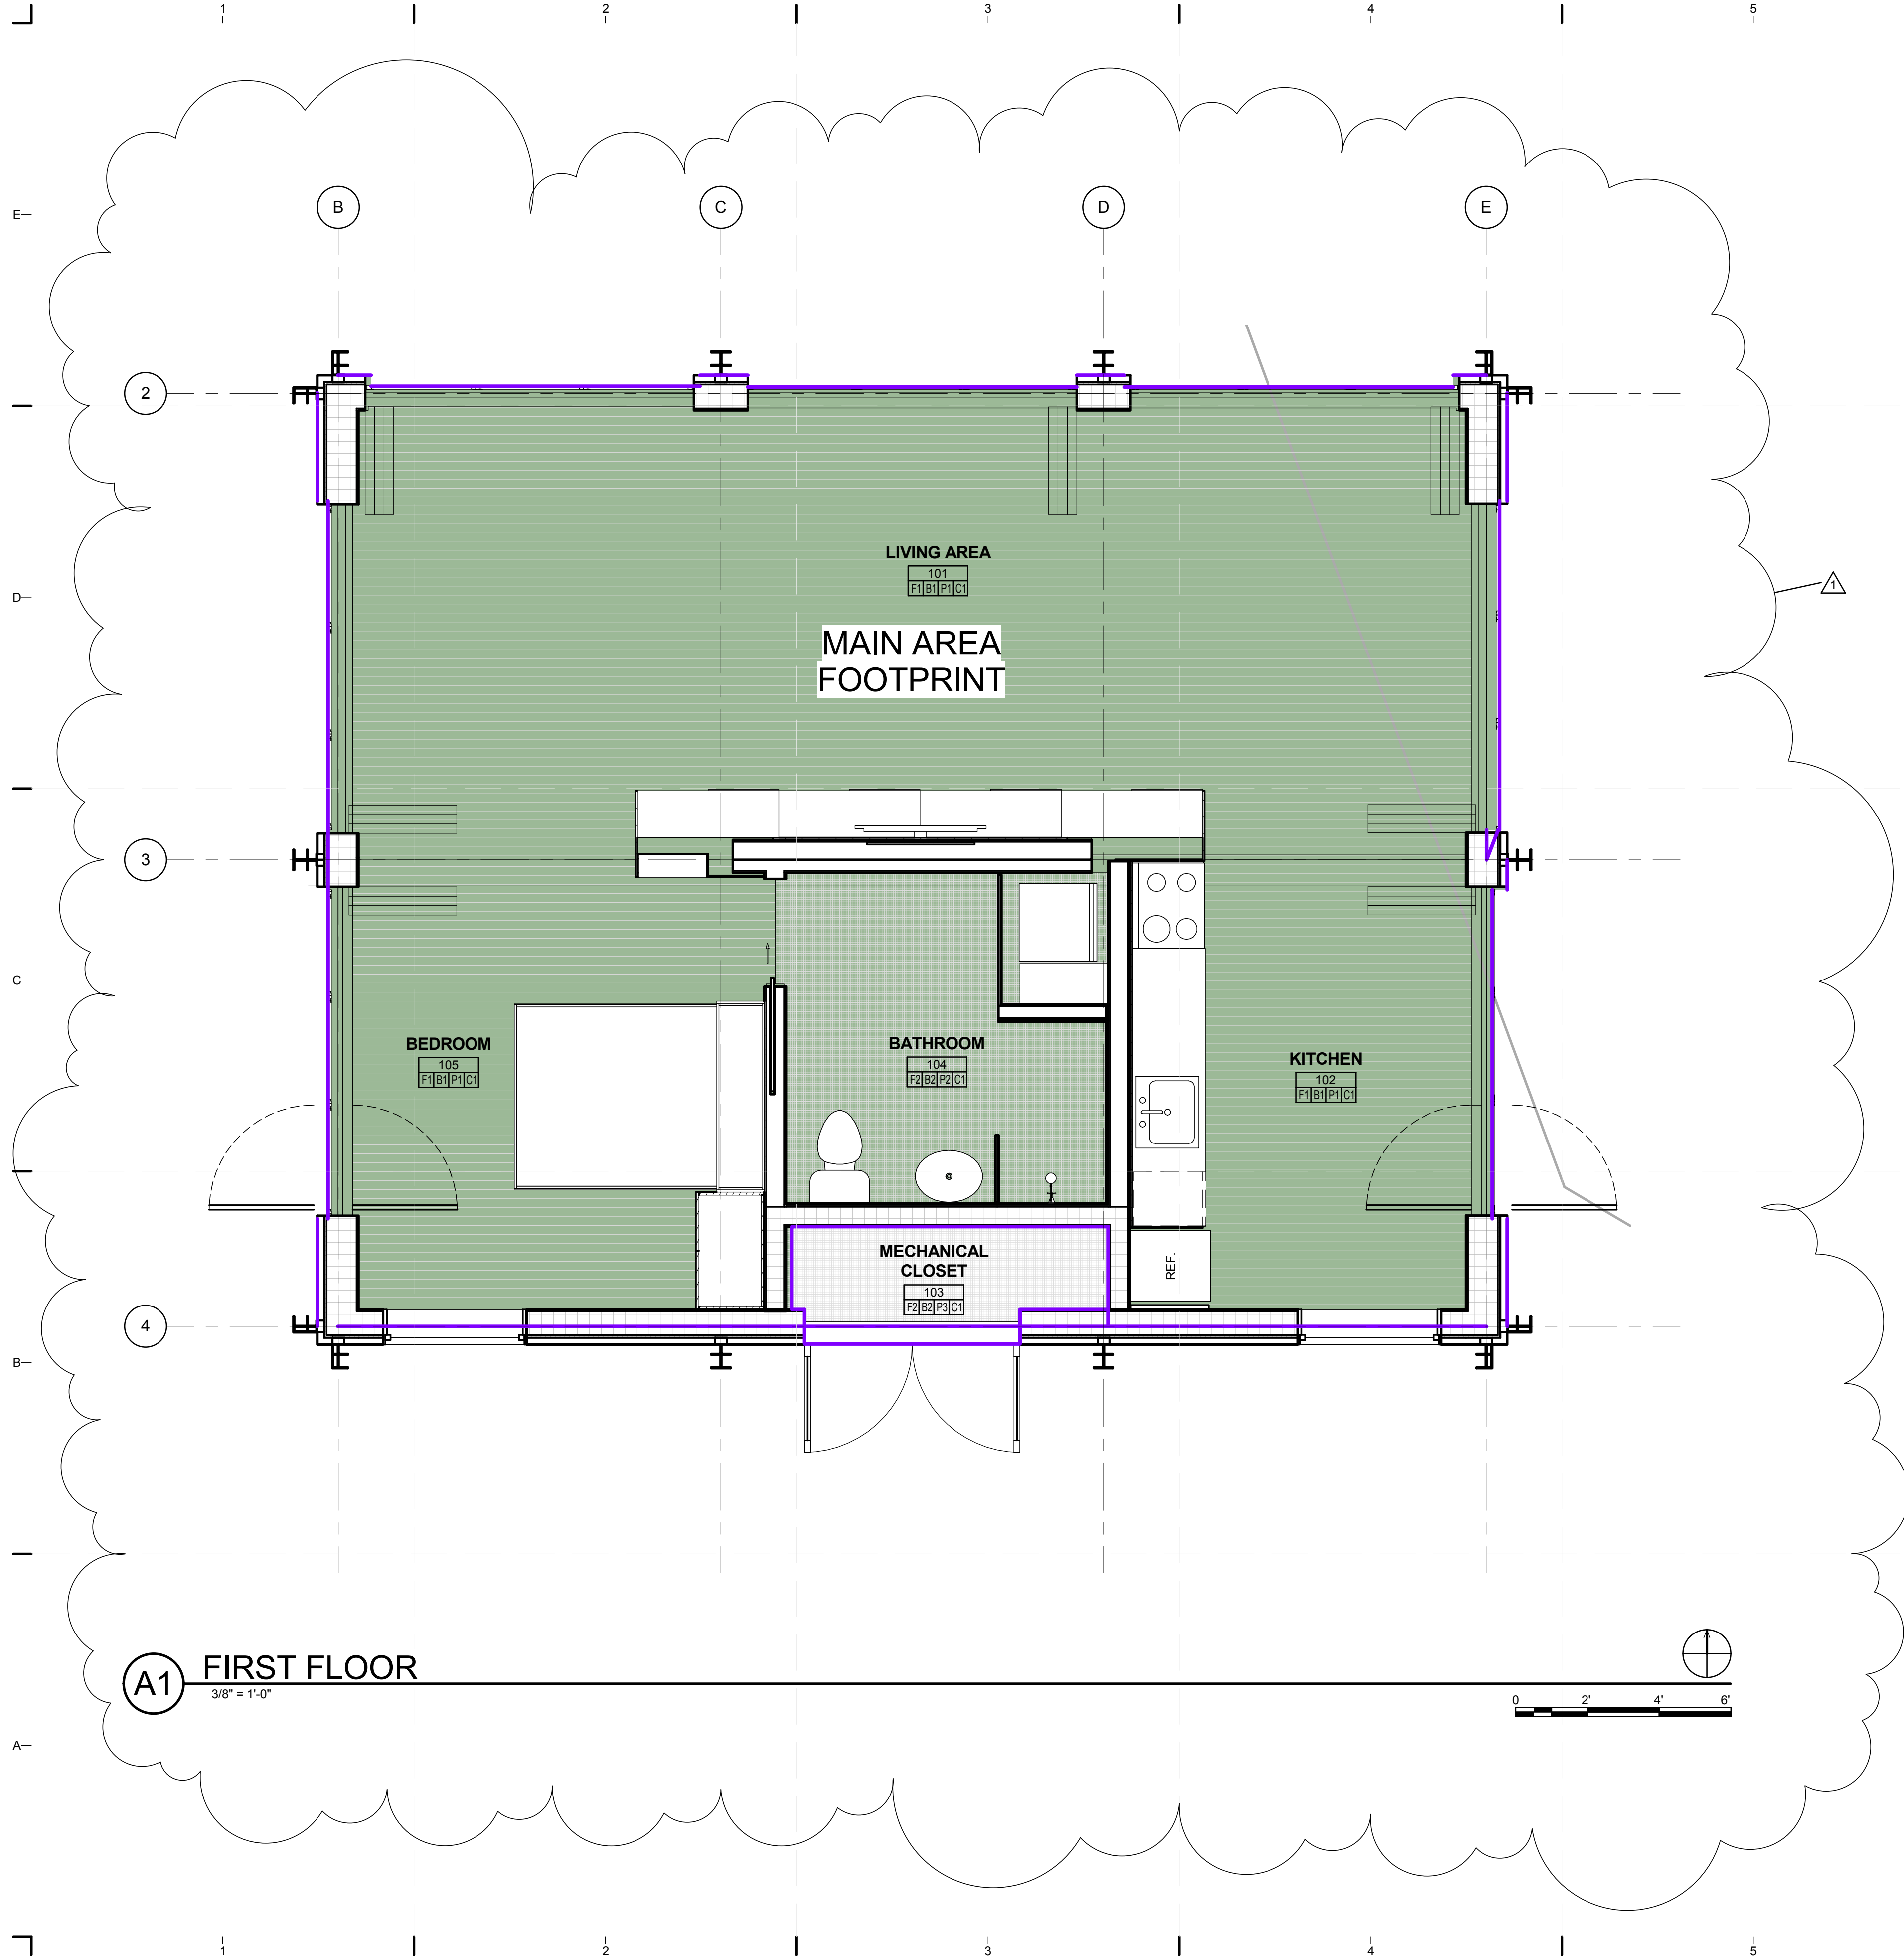 1 2 3 4 5
E
B C D E
2
LIVING AREA
101
F1 B1 P1 C1
D
1
MAIN AREA
FOOTPRINT
3
C
BEDROOM
105
F1 B1 P1 C1
BATHROOM
104
F2 B2 P2 C1
KITCHEN
102
F1 B1 P1 C1
MECHANICAL
CLOSET
103
F2 B2 P3 C1
REF.
4
B
A1
FIRST FLOOR
3/8" = 1'-0"
0 2' 4' 6'
A
1 2 3 4 5